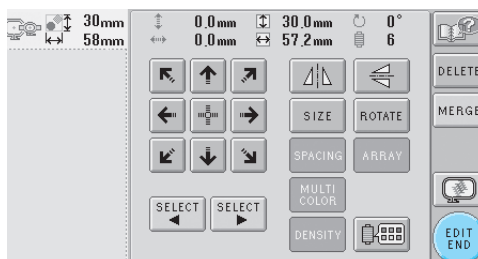 30mm 0.0mm 30.0mm 0°
58mm 0.0mm 57.2mm 6
DELETE
SIZE ROTATE MERGE
SPACING ARRAY
MULTI
COLOR
SELECT SELECT
DENSITY EDIT
END